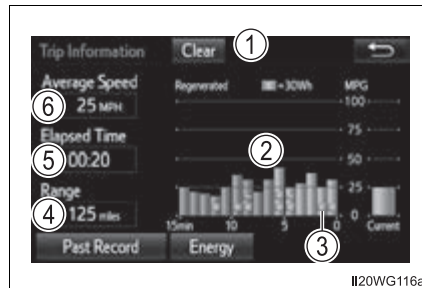 Trip Information Clear 1
Average Speed Regenerated =30Wh MPG
6 25 MPH 100
Elapsed Time 75
5 00:20 2 50
Range 25
4 125 miles 0
15min 10 5 0 Current
Past Record Energy 3
II20WG116a